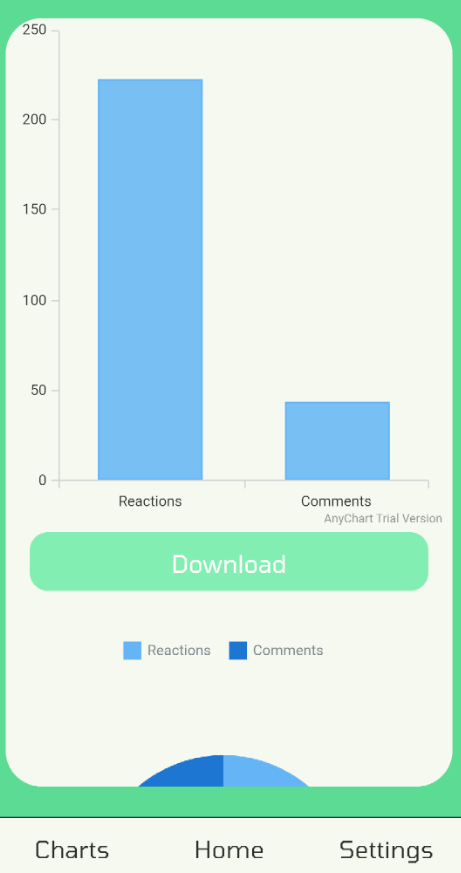 250
200
150
100
50
0
Reactions Comments
AnyChart Trial Version
Download
Reactions Comments
Charts Home Settings